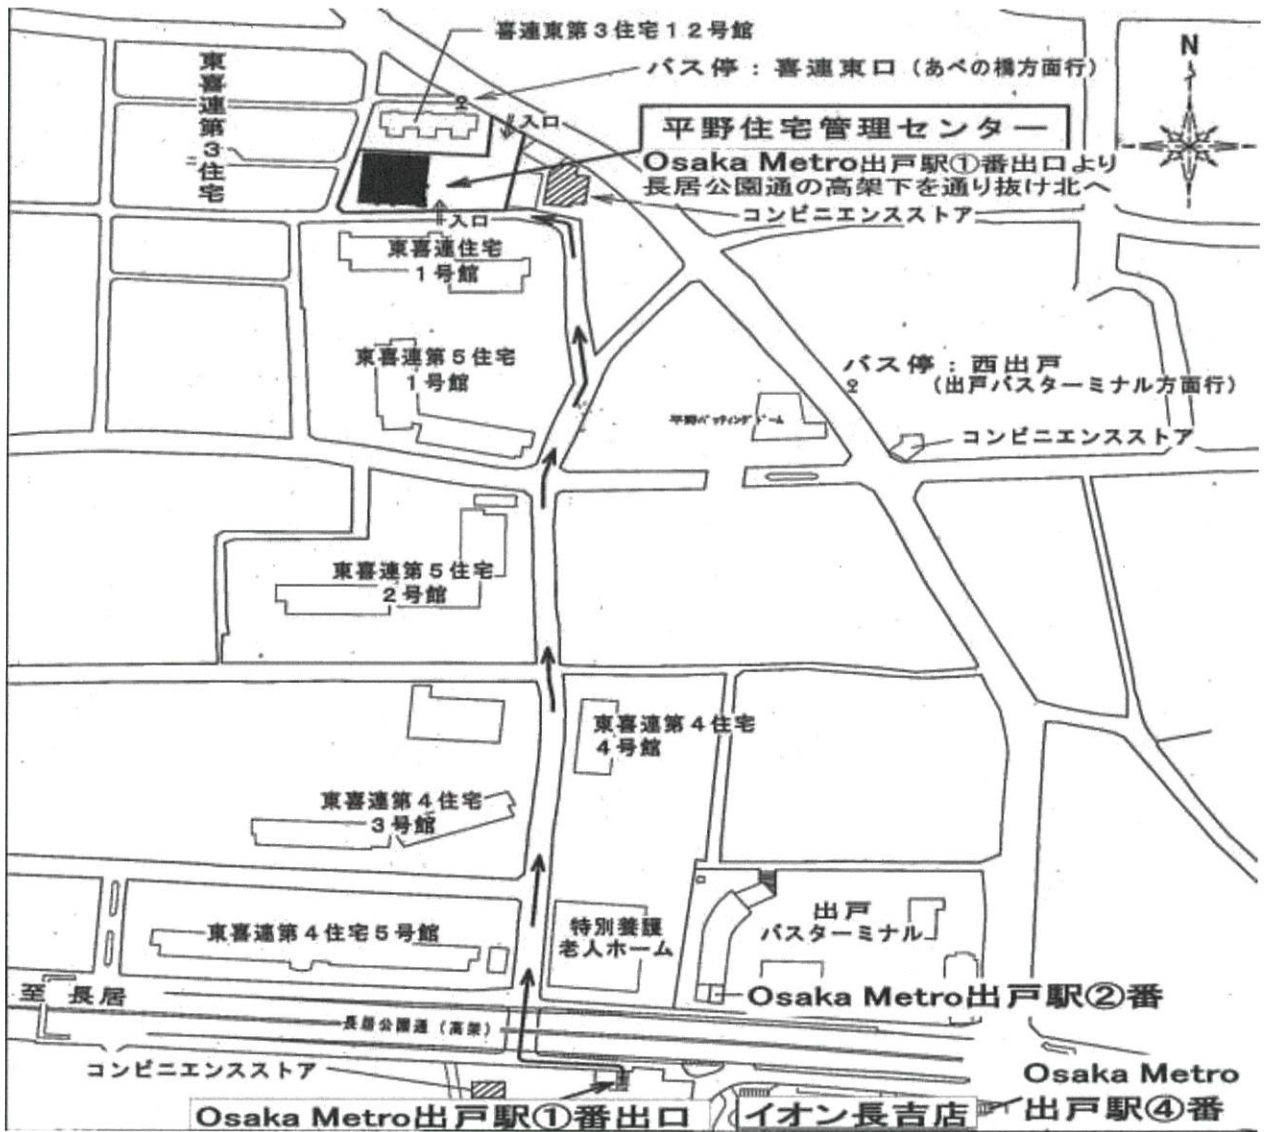 喜連東第3住宅12号館
バス停：喜連東口（あべの橋方面行）
N
東喜連第3住宅
入口
平野住宅管理センター
Osaka Metro出戸駅①番出口より
長居公園通の高架下を通り抜け北へ
コンビニエンスストア
入口
東喜連住宅
1号館
東喜連第5住宅
1号館
バス停：西出戸
（出戸バスターミナル方面行）
平野バッティングドーム
コンビニエンスストア
東喜連第5住宅
2号館
東喜連第4住宅
4号館
東喜連第4住宅
3号館
東喜連第4住宅5号館
特別養護
老人ホーム
出戸
バスターミナル
至 長居
Osaka Metro出戸駅②番
長居公園通（高架）
コンビニエンスストア
Osaka Metro
出戸駅④番
Osaka Metro出戸駅①番出口
イオン長吉店